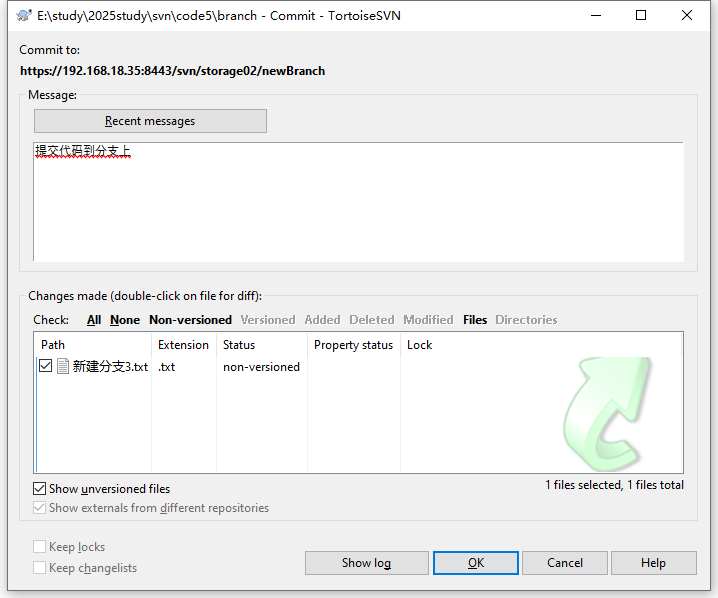 E:\study\2025study\svn\code5\branch - Commit - TortoiseSVN
Commit to:
https://192.168.18.35:8443/svn/storage02/newBranch
Message:
Recent messages
提交代码到分支上
Changes made (double-click on file for diff):
Check: All None Non-versioned Versioned Added Deleted Modified Files Directories
Path Extension Status Property status Lock
新建分支3.txt .txt non-versioned
Show unversioned files
1 files selected, 1 files total
Show externals from different repositories
Keep locks
Keep changelists
Show log OK Cancel Help